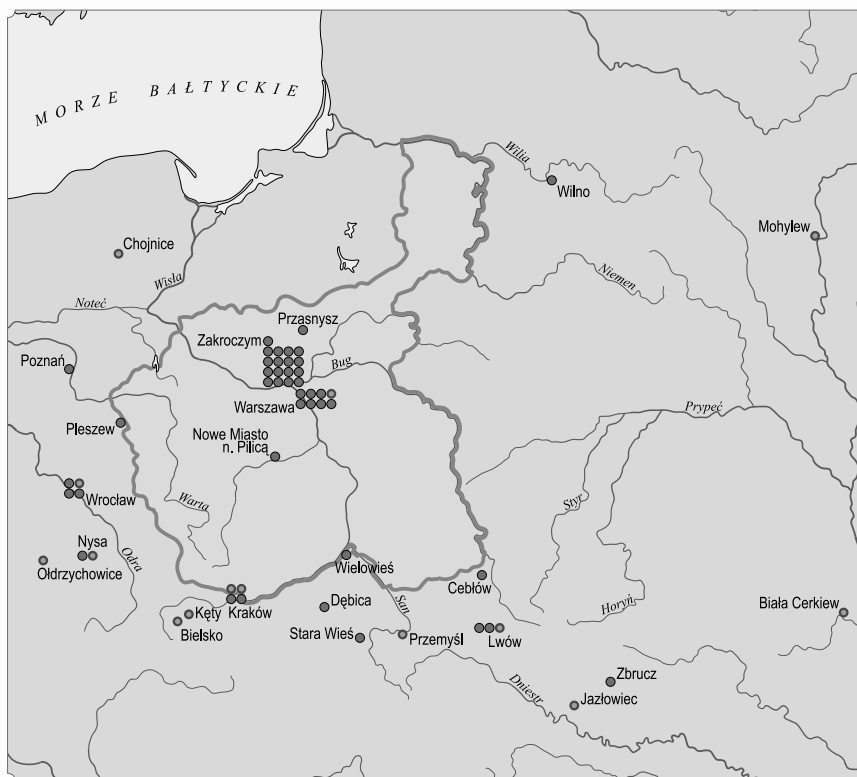 MORZE BAŁTYCKIE
Wilia
Wilno
Mohylew
Chojnice
Wisła
Niemen
Noteć
Przasnysz
Zakroczym
Poznań
Bug
Warszawa
Prypeć
Pleszew
Nowe Miasto
n. Pilicą
Wrocław
Warta
Styr
Nysa
Odra
Ołdrzychowice
Wielowieś
Cebłów
Kęty
Kraków
Dębica
San
Horyń
Biała Cerkiew
Bielsko
Stara Wieś
Przemyśl
Lwów
Zbrucz
Dniestr
Jazłowiec